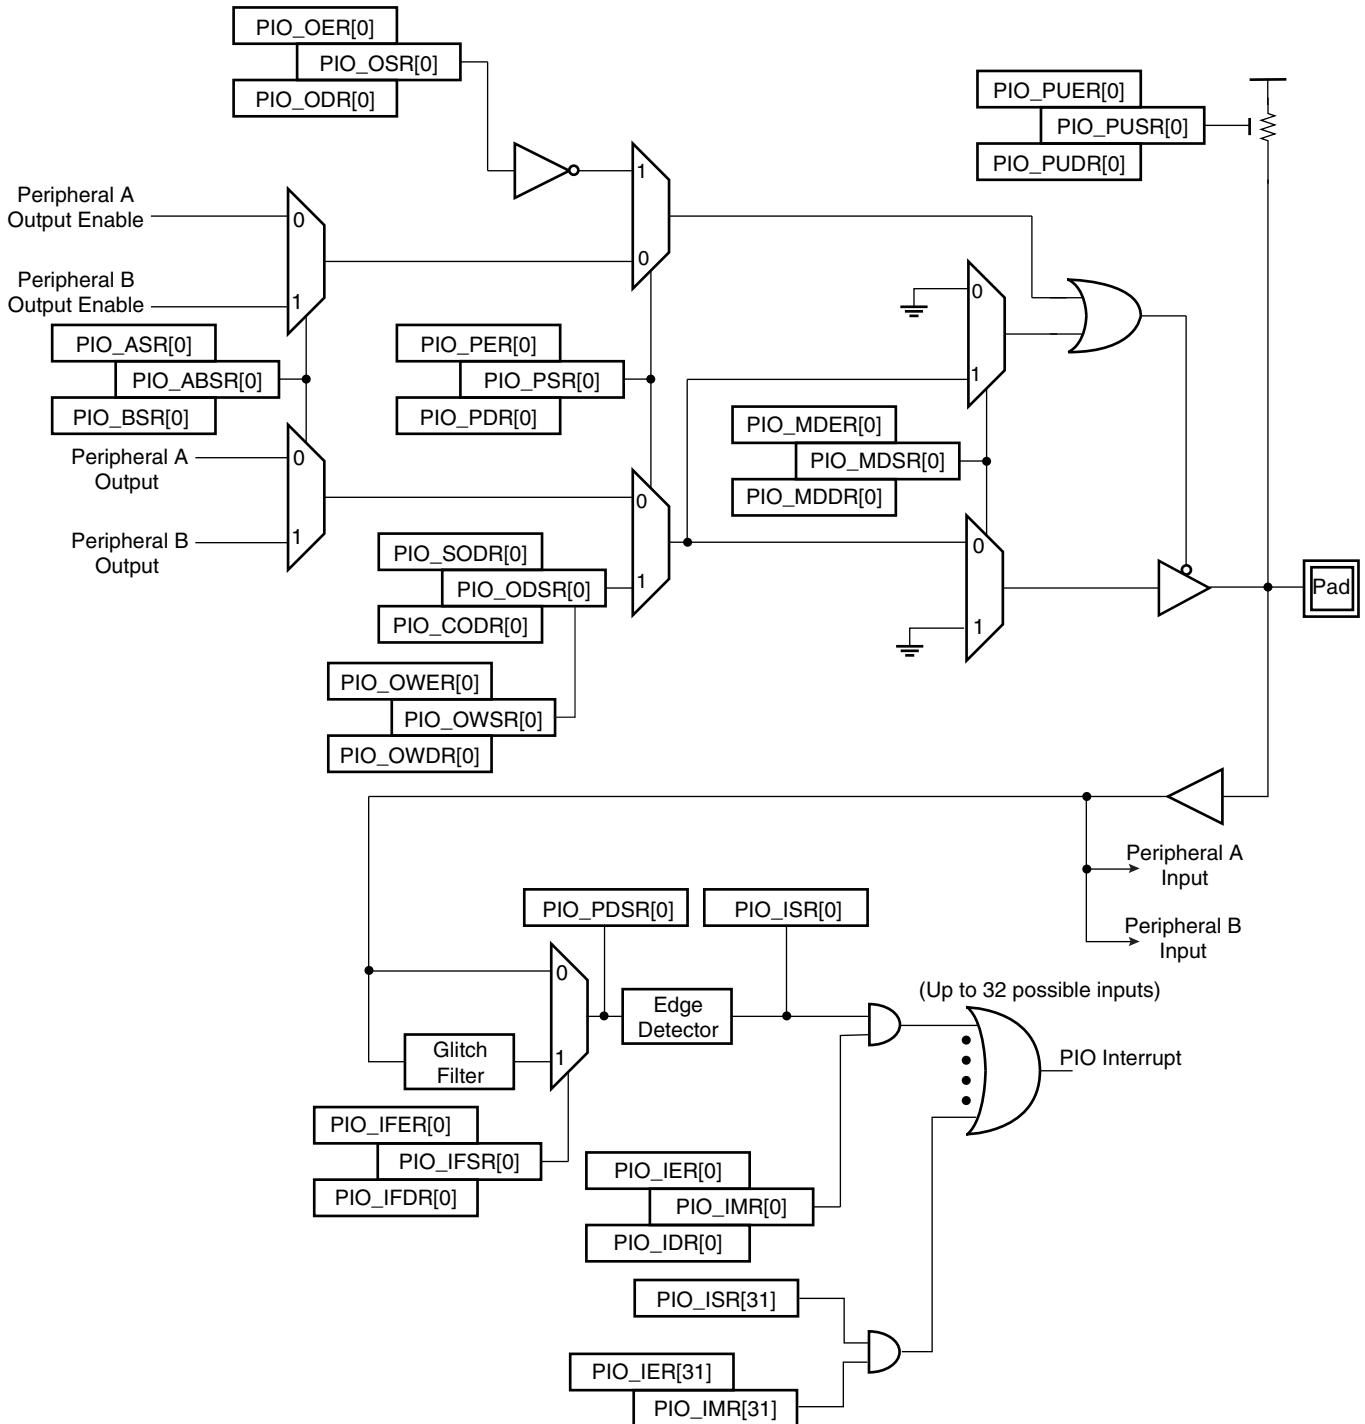 PIO_OER[0]
PIO_OSR[0]
PIO_ODR[0]
PIO_PUER[0]
PIO_PUSR[0]
PIO_PUDR[0]
1
Peripheral A
Output Enable
0
0
Peripheral B
Output Enable
1
0
PIO_ASR[0]
PIO_ABSR[0]
PIO_BSR[0]
PIO_PER[0]
PIO_PSR[0]
PIO_PDR[0]
1
PIO_MDER[0]
PIO_MDSR[0]
PIO_MDDR[0]
Peripheral A
Output
0
0
Peripheral B
Output
1
0
PIO_SODR[0]
PIO_ODSR[0]
PIO_CODR[0]
1
1
Pad
PIO_OWER[0]
PIO_OWSR[0]
PIO_OWDR[0]
Peripheral A
Input
Peripheral B
Input
PIO_PDSR[0]
PIO_ISR[0]
0
(Up to 32 possible inputs)
Edge
Detector
Glitch
Filter
1
PIO Interrupt
PIO_IFER[0]
PIO_IFSR[0]
PIO_IFDR[0]
PIO_IER[0]
PIO_IMR[0]
PIO_IDR[0]
PIO_ISR[31]
PIO_IER[31]
PIO_IMR[31]